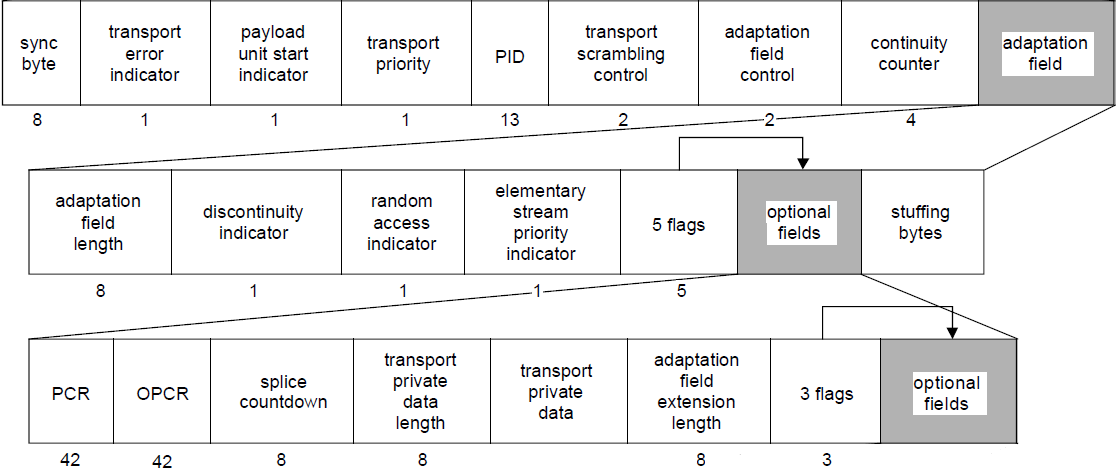 sync
byte
transport
error
indicator
payload
unit start
indicator
transport
priority
PID
transport
scrambling
control
adaptation
field
control
continuity
counter
adaptation
field
8
1
1
1
13
2
2
4
adaptation
field
length
discontinuity
indicator
random
access
indicator
elementary
stream
priority
indicator
5 flags
optional
fields
stuffing
bytes
8
1
1
1
5
PCR
OPCR
splice
countdown
transport
private
data
length
transport
private
data
adaptation
field
extension
length
3 flags
optional
fields
42
42
8
8
8
3